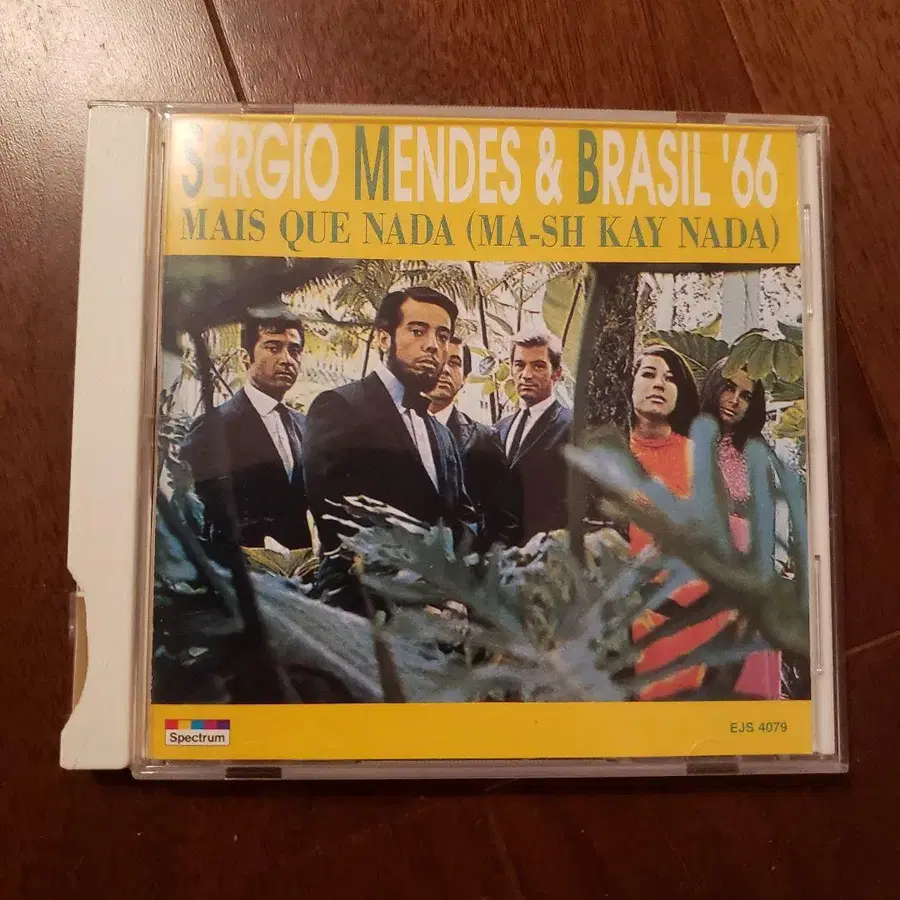 SERGIO MENDES & BRASIL '66
MAIS QUE NADA (MA-SH KAY NADA)
Spectrum
EJS 4079